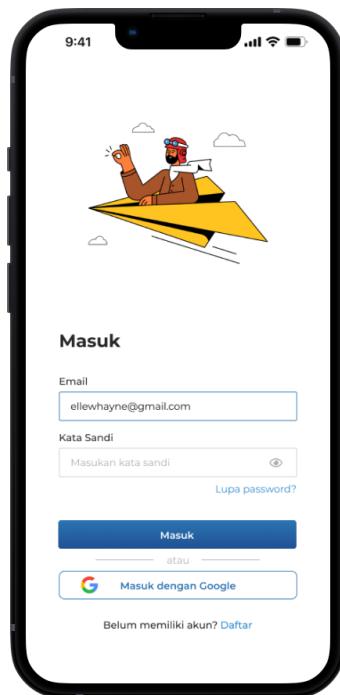 9:41
Masuk
Email
ellewhayne@gmail.com
Kata Sandi
Masukan kata sandi
Lupa password?
Masuk
atau
Masuk dengan Google
Belum memiliki akun? Daftar